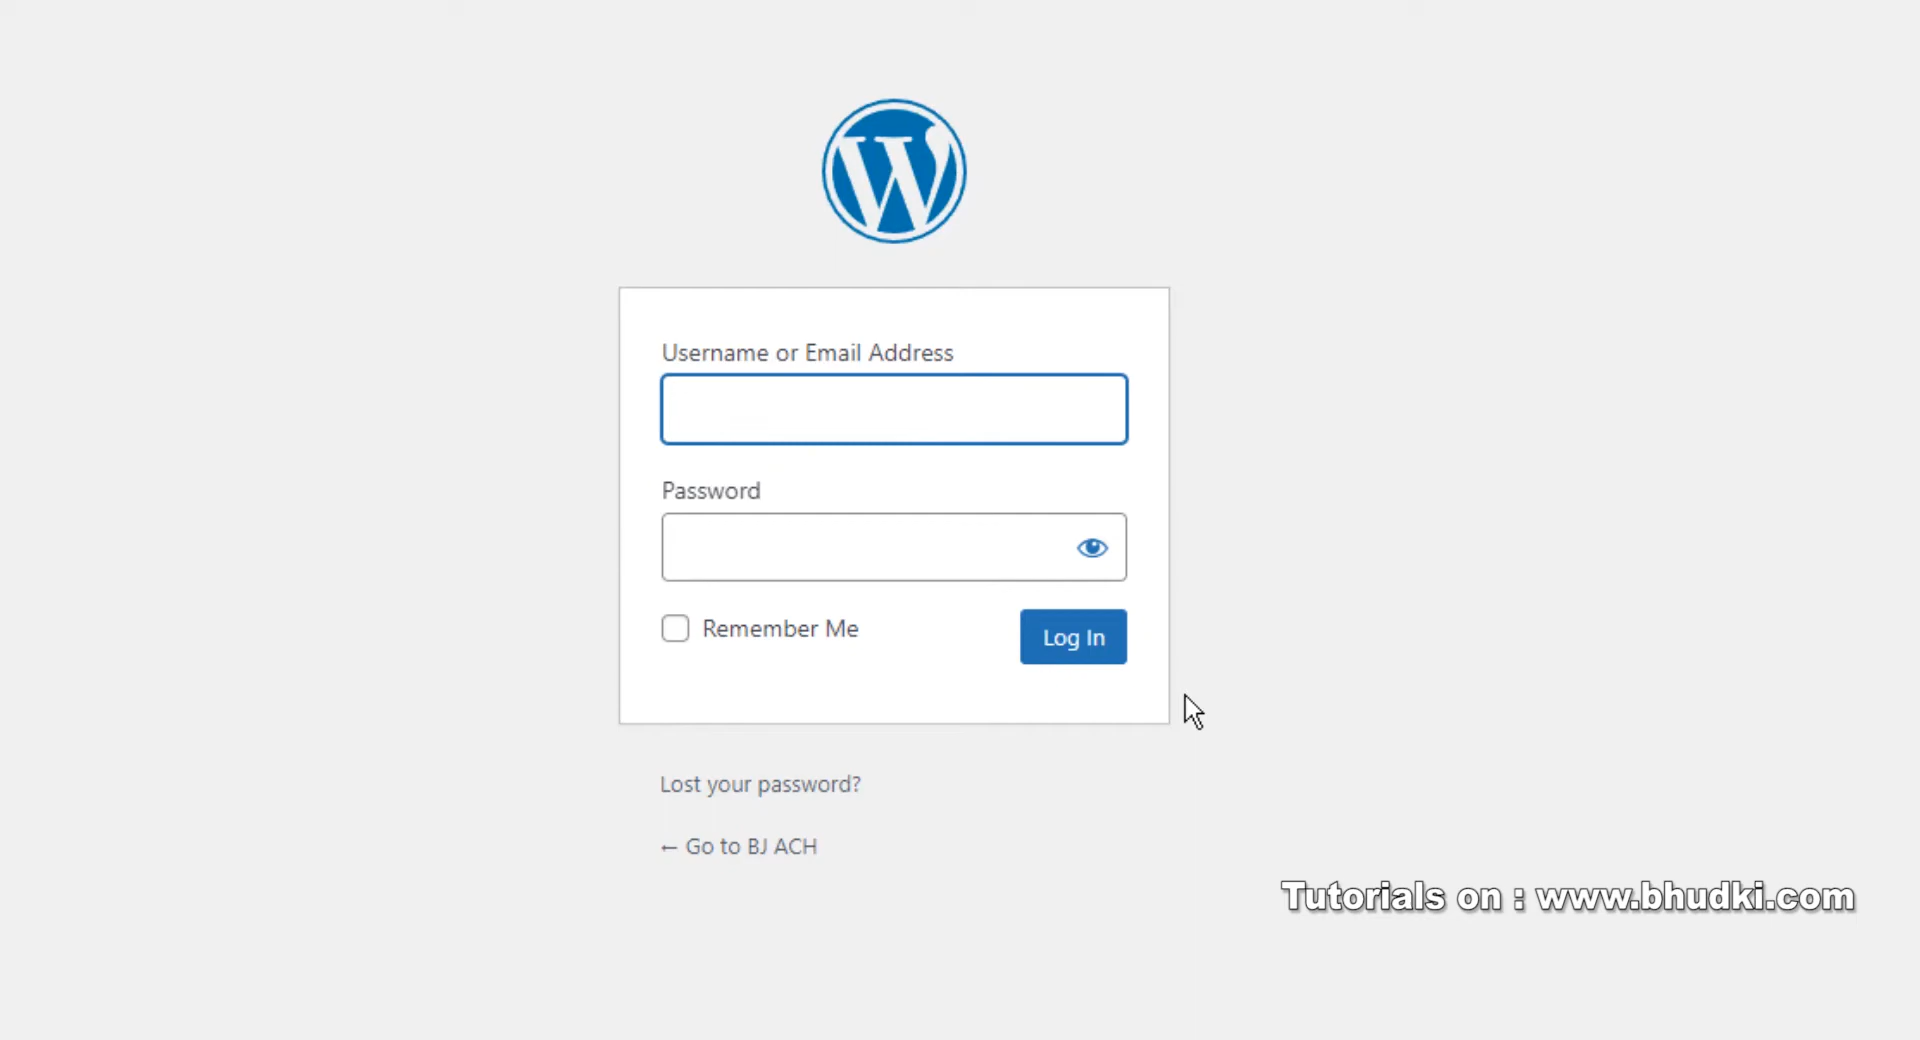 Username or Email Address
Password
Remember Me
Log In
Lost your password?
← Go to BJ ACH
Tutorials on : www.bhudki.com